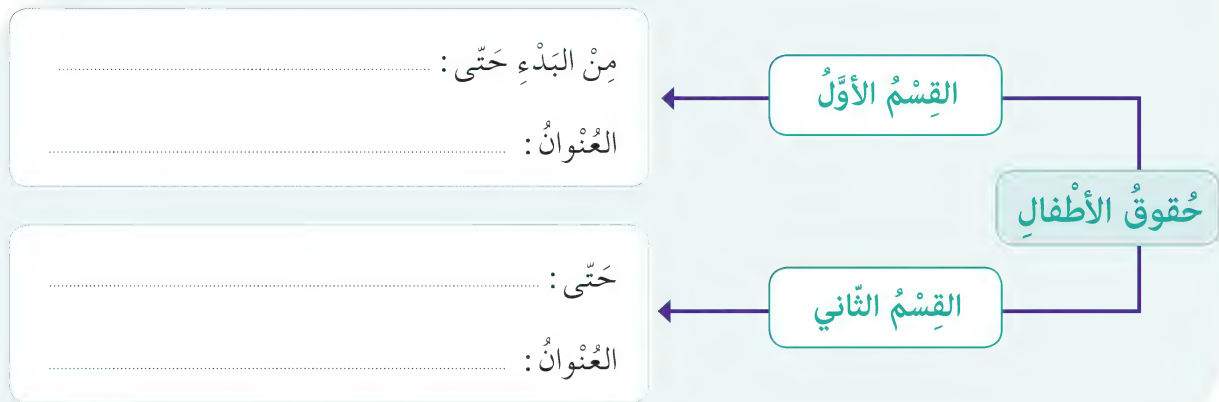 حُقوقُ الأطْفالِ
القِسْمُ الأوَّلُ
مِنْ البَدْءِ حَتّى :
العُنْوانُ :
القِسْمُ الثّاني
حَتّى :
العُنْوانُ :